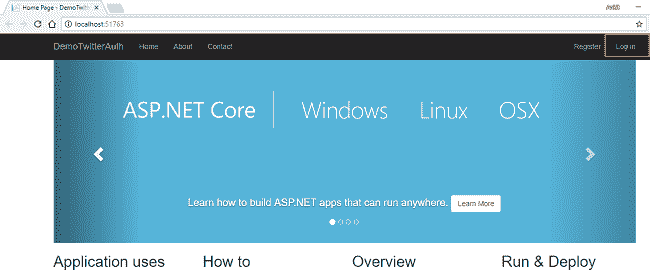 Home Page - DemoTwitterAu
localhost:51763
DemoTwitterAuth Home About Contact Register Log in
ASP.NET Core Windows Linux OSX
Learn how to build ASP.NET apps that can run anywhere. Learn More
Application uses How to Overview Run & Deploy